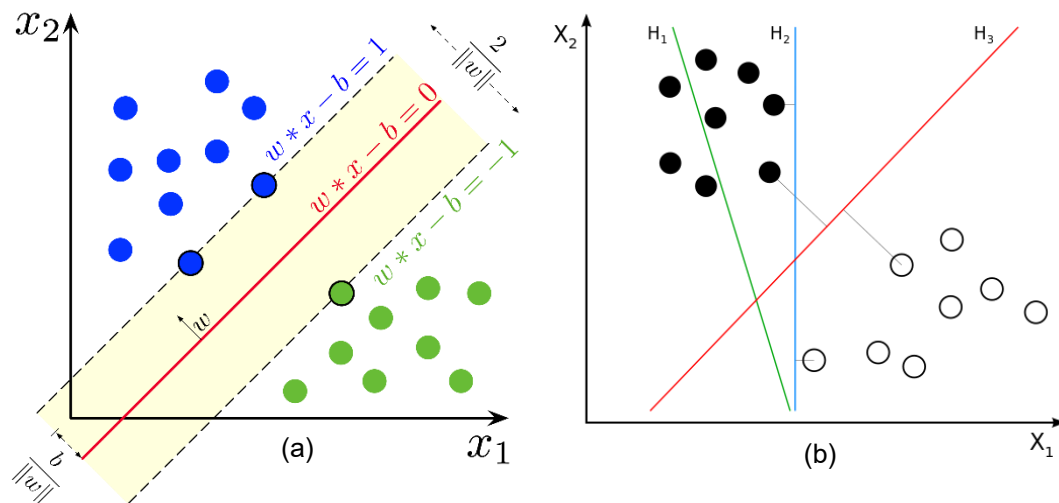 x₂
w * x − b = 1
w * x − b = 0
w * x − b = −1
2
‖w‖
w
b
‖w‖
x₁
(a)
X₂
H₁
H₂
H₃
X₁
(b)